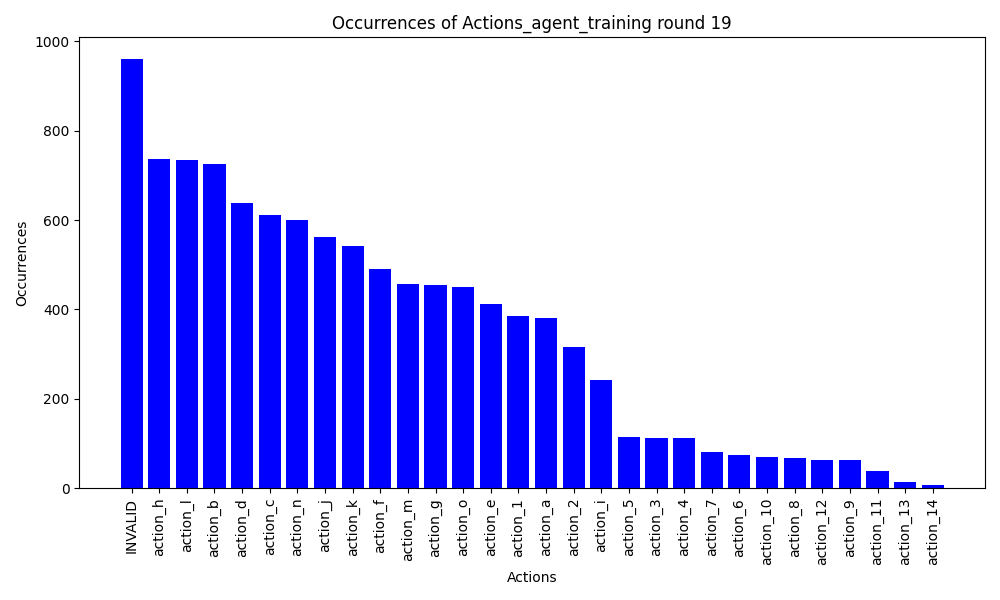 Occurrences of Actions_agent_training round 19
1000
800
600
400
200
0
Occurrences
INVALID
action_h
action_l
action_b
action_d
action_c
action_n
action_j
action_k
action_f
action_m
action_g
action_o
action_e
action_1
action_a
action_2
action_i
action_5
action_3
action_4
action_7
action_6
action_10
action_8
action_12
action_9
action_11
action_13
action_14
Actions